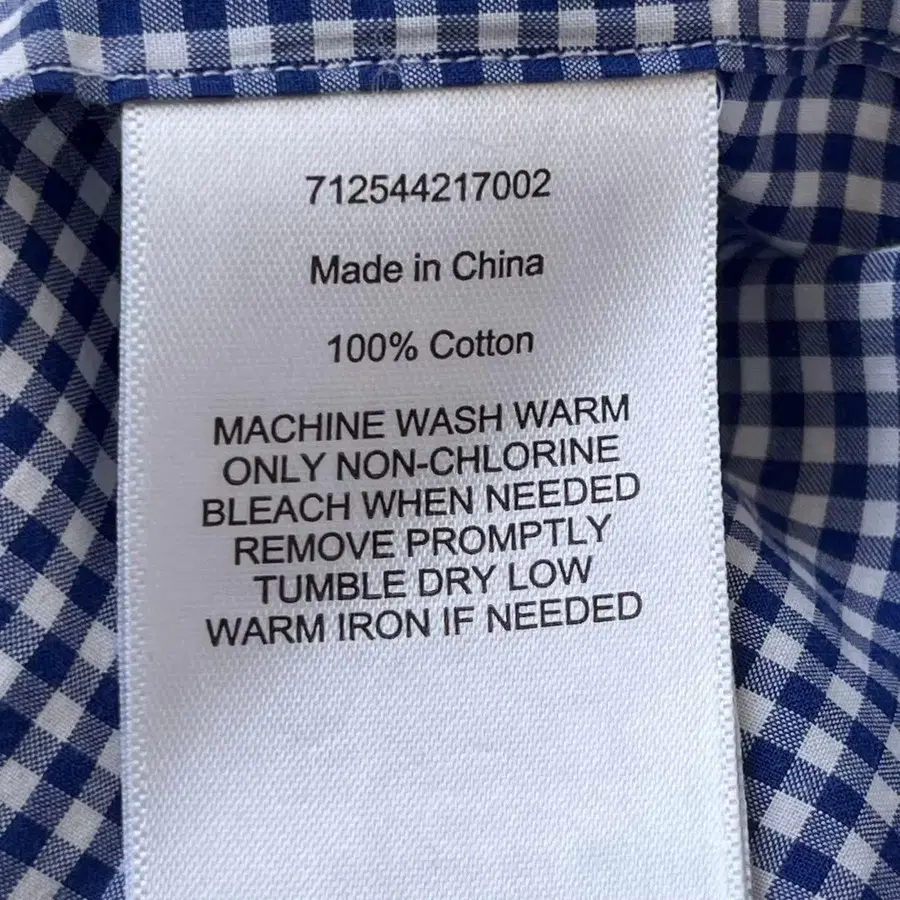 712544217002
Made in China
100% Cotton
MACHINE WASH WARM
ONLY NON-CHLORINE
BLEACH WHEN NEEDED
REMOVE PROMPTLY
TUMBLE DRY LOW
WARM IRON IF NEEDED